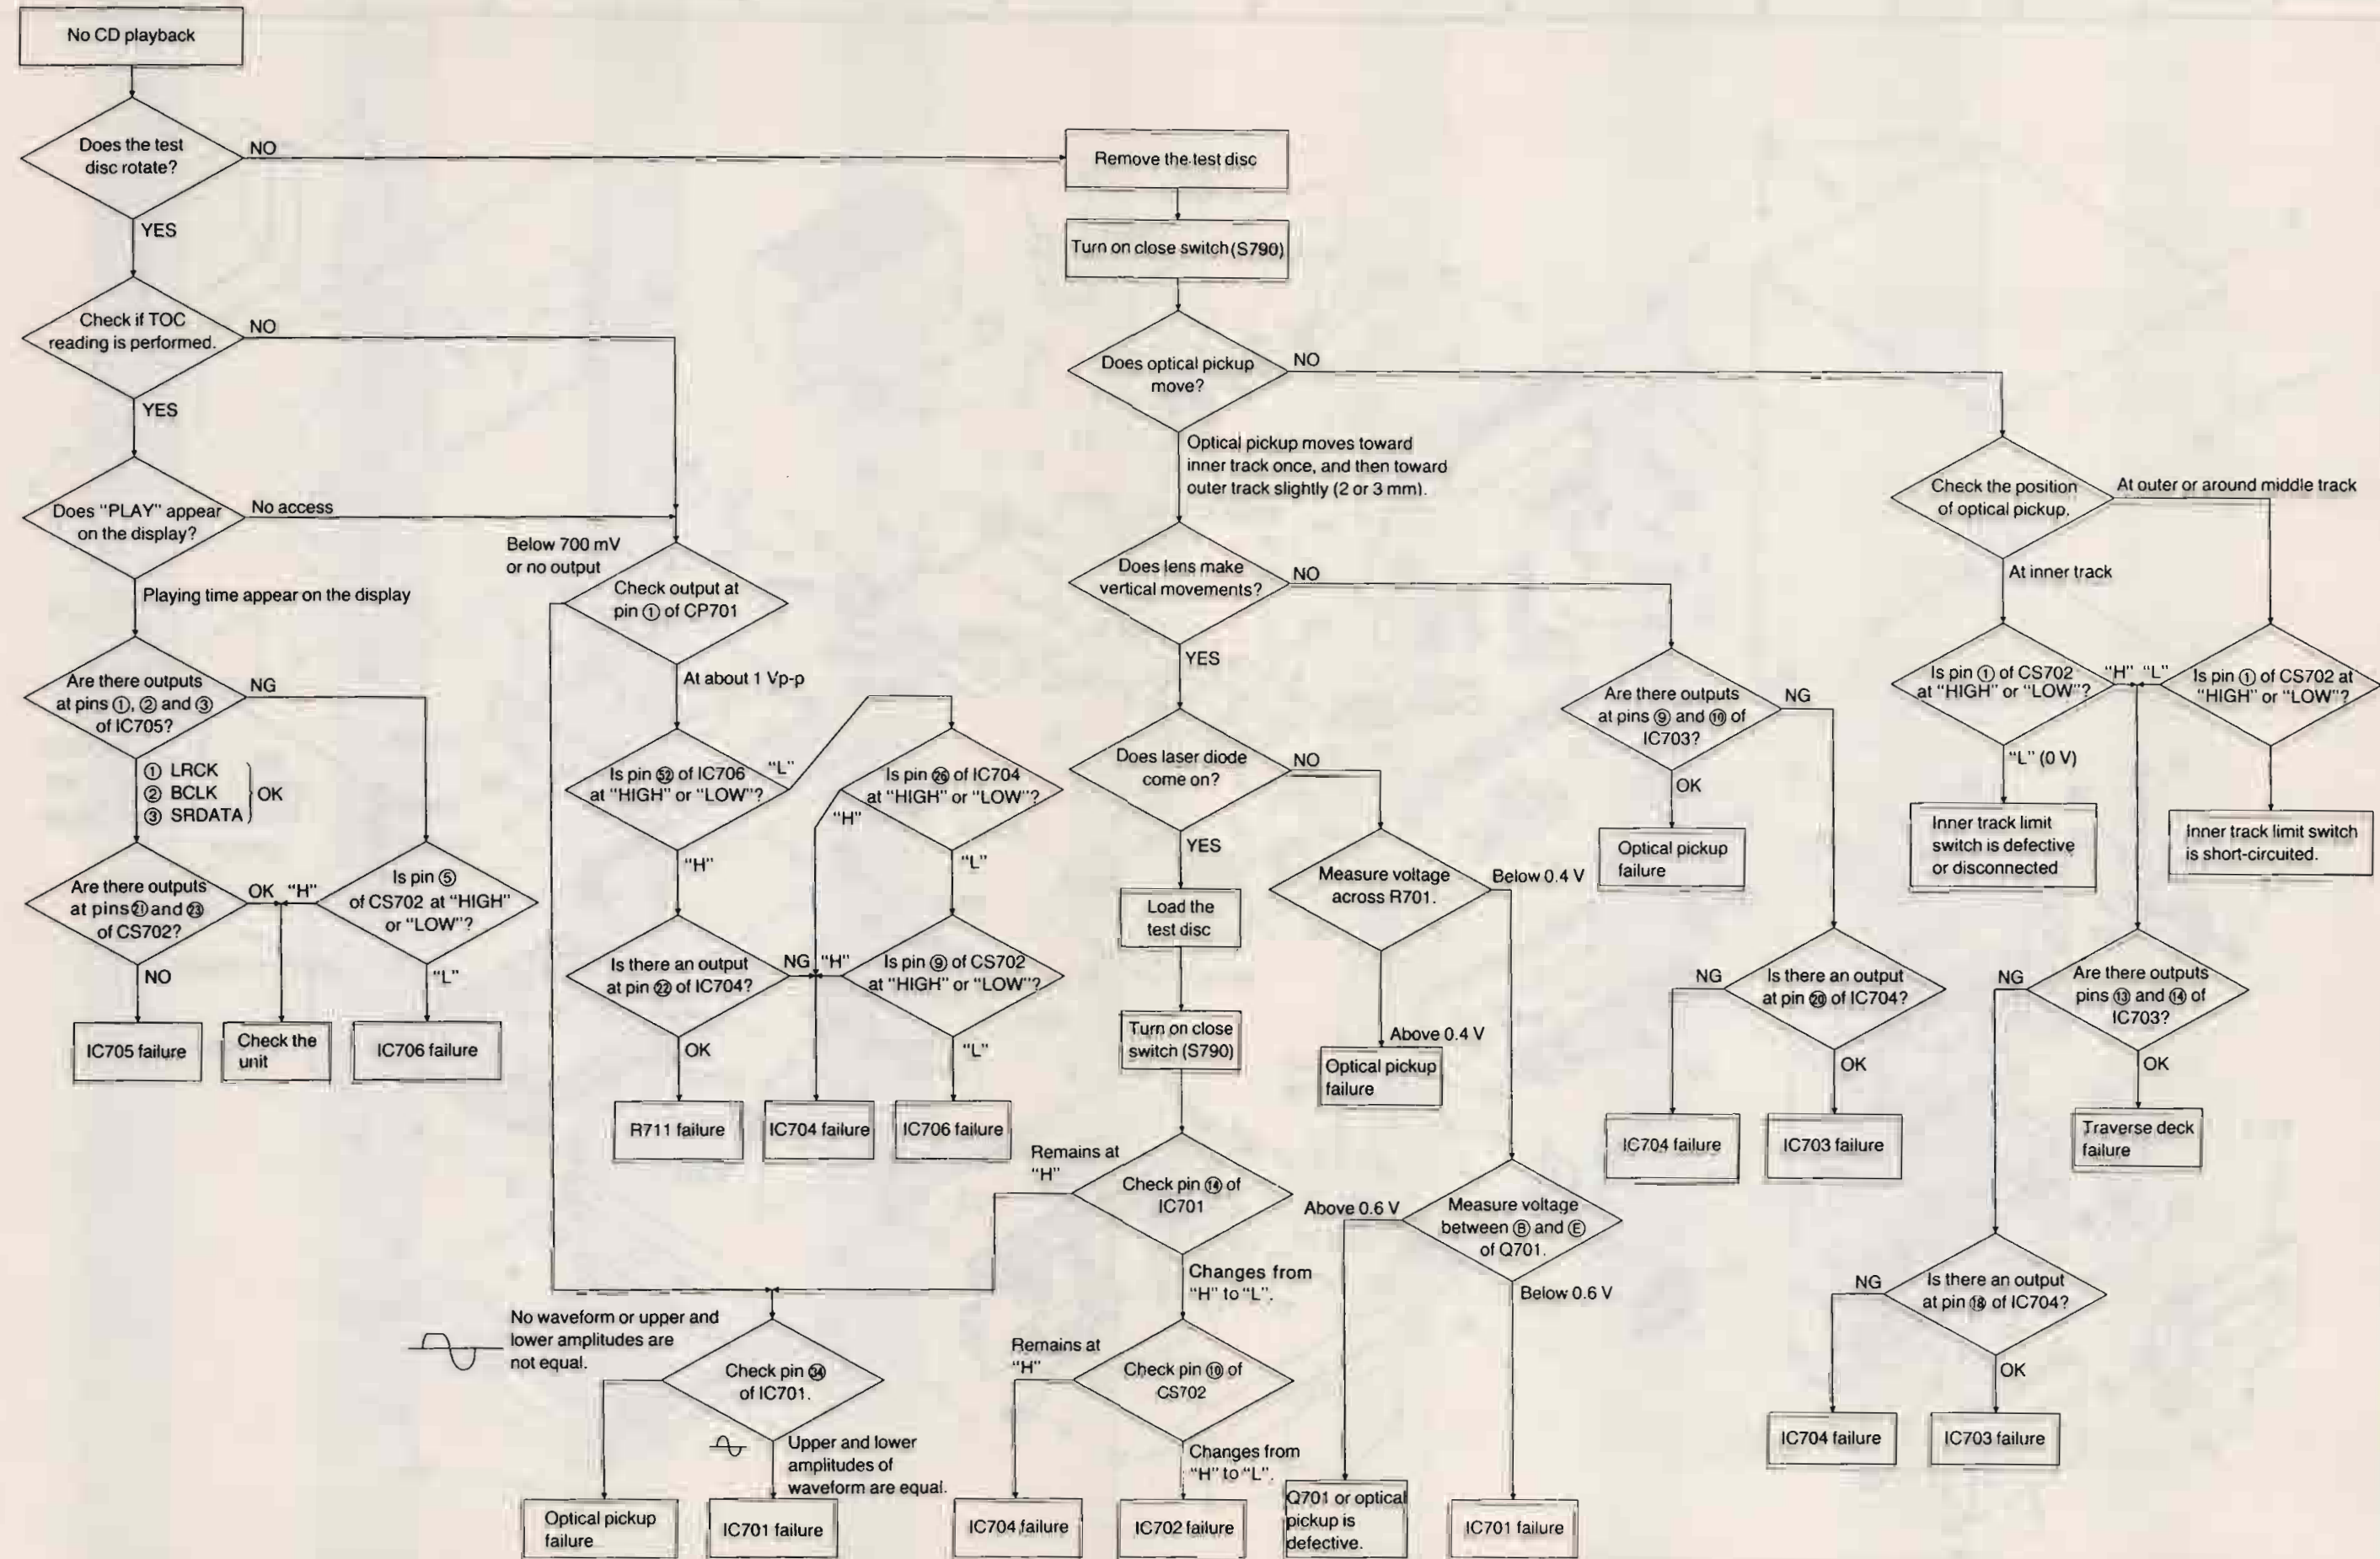 No CD playback
Does the test
disc rotate?
NO
YES
Check if TOC
reading is performed.
NO
YES
Does "PLAY" appear
on the display?
No access
Playing time appear on the display
Are there outputs
at pins ①, ② and ③
of IC705?
NG
① LRCK
② BCLK
③ SRDATA
OK
Are there outputs
at pins ㉑ and ㉓
of CS702?
OK
"H"
NO
Is pin ⑤
of CS702 at "HIGH"
or "LOW"?
"L"
IC705 failure
Check the
unit
IC706 failure
Below 700 mV
or no output
Check output at
pin ① of CP701
At about 1 Vp-p
Is pin ㊾ of IC706
at "HIGH" or "LOW"?
"L"
"H"
Is pin ㉖ of IC704
at "HIGH" or "LOW"?
"H"
"L"
Is there an output
at pin ㉒ of IC704?
NG
"H"
OK
Is pin ⑨ of CS702
at "HIGH" or "LOW"?
"L"
R711 failure
IC704 failure
IC706 failure
No waveform or upper and
lower amplitudes are
not equal.
Check pin ㉞
of IC701.
Upper and lower
amplitudes of
waveform are equal.
Optical pickup
failure
IC701 failure
Remove the test disc
Turn on close switch (S790)
Does optical pickup
move?
NO
Optical pickup moves toward
inner track once, and then toward
outer track slightly (2 or 3 mm).
Does lens make
vertical movements?
NO
YES
Does laser diode
come on?
NO
YES
Load the
test disc
Turn on close
switch (S790)
Remains at
"H"
Check pin ⑭ of
IC701
Changes from
"H" to "L".
Remains at
"H"
Check pin ⑩ of
CS702
Changes from
"H" to "L".
IC704 failure
IC702 failure
Measure voltage
across R701.
Below 0.4 V
Above 0.4 V
Optical pickup
failure
Above 0.6 V
Measure voltage
between Ⓑ and Ⓔ
of Q701.
Below 0.6 V
Q701 or optical
pickup is
defective.
IC701 failure
Are there outputs
at pins ⑨ and ⑩ of
IC703?
NG
OK
Optical pickup
failure
NG
Is there an output
at pin ⑳ of IC704?
OK
IC704 failure
IC703 failure
Check the position
of optical pickup.
At outer or around middle track
At inner track
Is pin ① of CS702
at "HIGH" or "LOW"?
"H"
"L"
Is pin ① of CS702 at
"HIGH" or "LOW"?
"L" (0 V)
Inner track limit
switch is defective
or disconnected
Inner track limit switch
is short-circuited.
NG
Are there outputs
pins ⑬ and ⑭ of
IC703?
OK
Traverse deck
failure
NG
Is there an output
at pin ⑱ of IC704?
OK
IC704 failure
IC703 failure